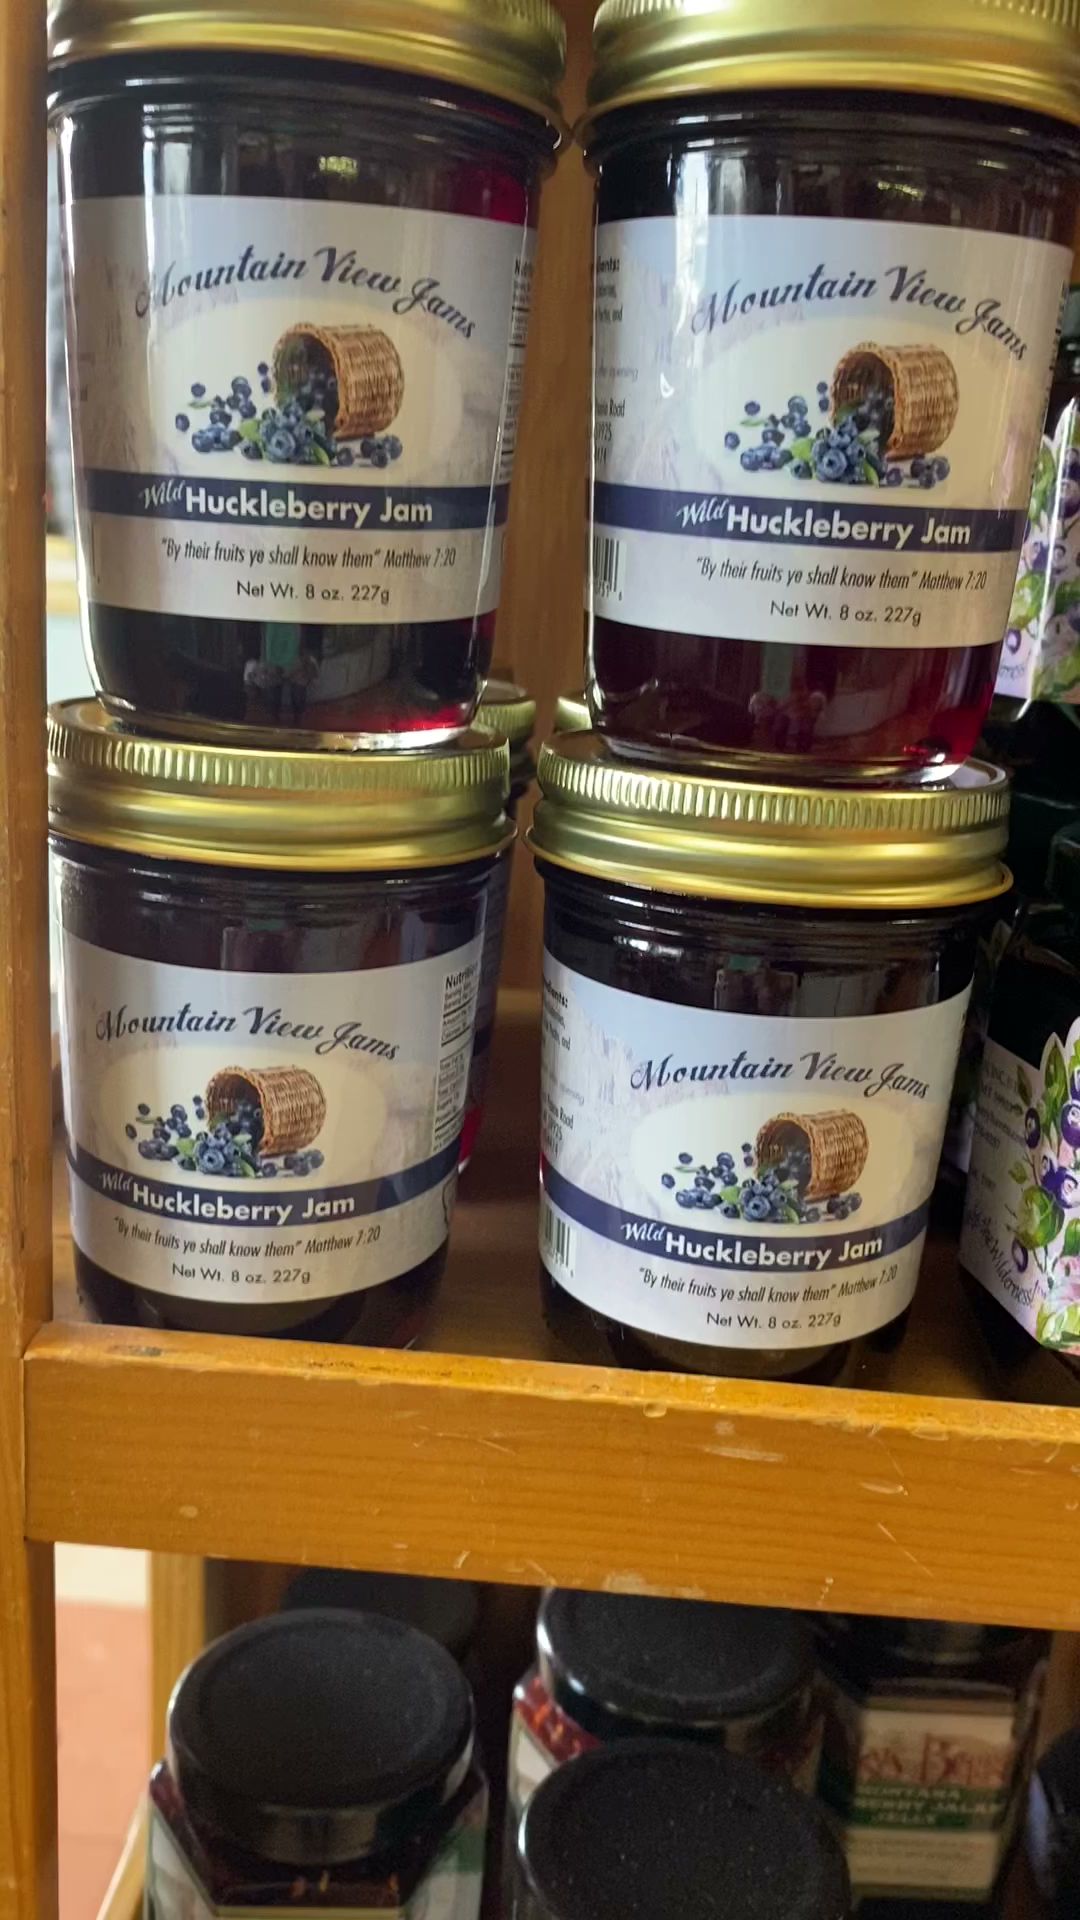 Mountain View Jams
Wild Huckleberry Jam
"By their fruits ye shall know them" Matthew 7:20
Net Wt. 8 oz. 227g
Mountain View Jams
Wild Huckleberry Jam
"By their fruits ye shall know them" Matthew 7:20
Net Wt. 8 oz. 227g
Road
Mountain View Jams
Wild Huckleberry Jam
"By their fruits ye shall know them" Matthew 7:20
Net Wt. 8 oz. 227g
Mountain View Jams
Wild Huckleberry Jam
"By their fruits ye shall know them" Matthew 7:20
Net Wt. 8 oz. 227g
Road
Wilderness
JELLY